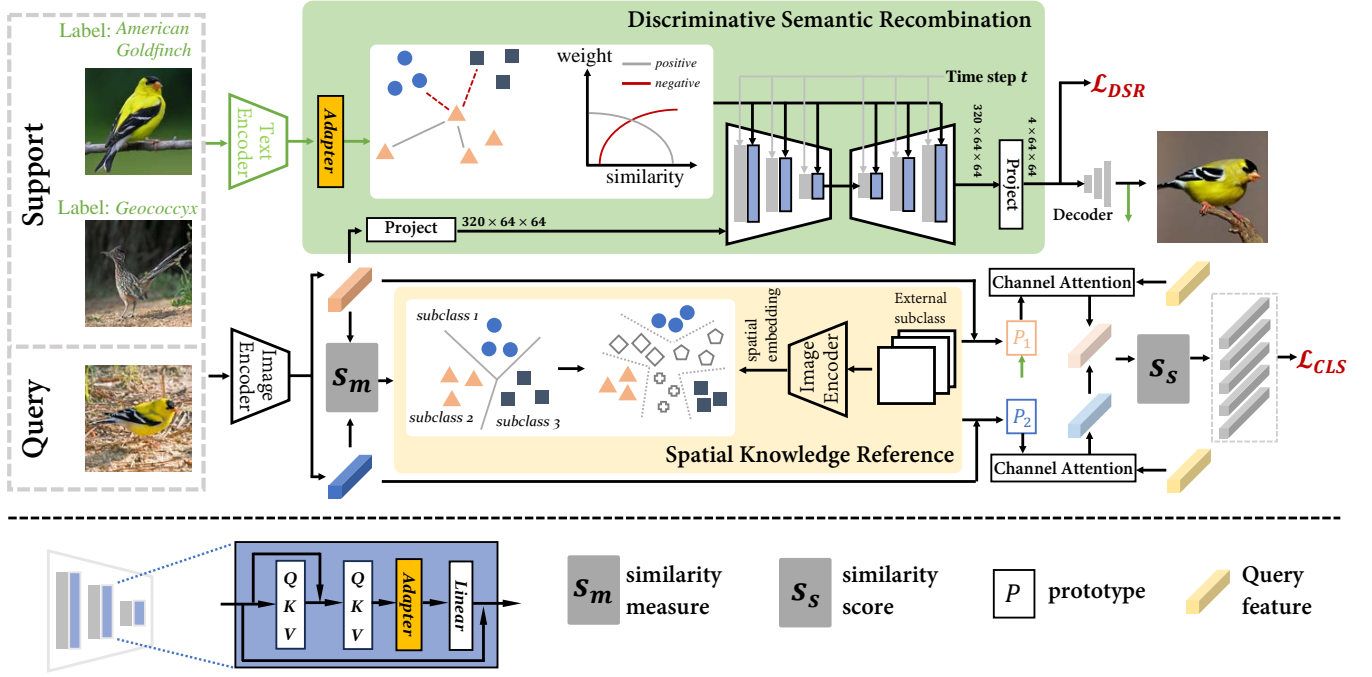 Discriminative Semantic Recombination
Label: American
Goldfinch
Support
Text
Encoder
Adapter
weight
positive
negative
similarity
Time step t
320 × 64 × 64
Project
4 × 64 × 64
ℒDSR
Decoder
Label: Geococcyx
Project
320 × 64 × 64
Query
Image
Encoder
Sm
subclass 1
subclass 2
subclass 3
spatial
embedding
Image
Encoder
External
subclass
Spatial Knowledge Reference
Channel Attention
P1
P2
Channel Attention
Ss
ℒCLS
Q
K
V
Q
K
V
Adapter
Linear
Sm
similarity
measure
Ss
similarity
score
P
prototype
Query
feature